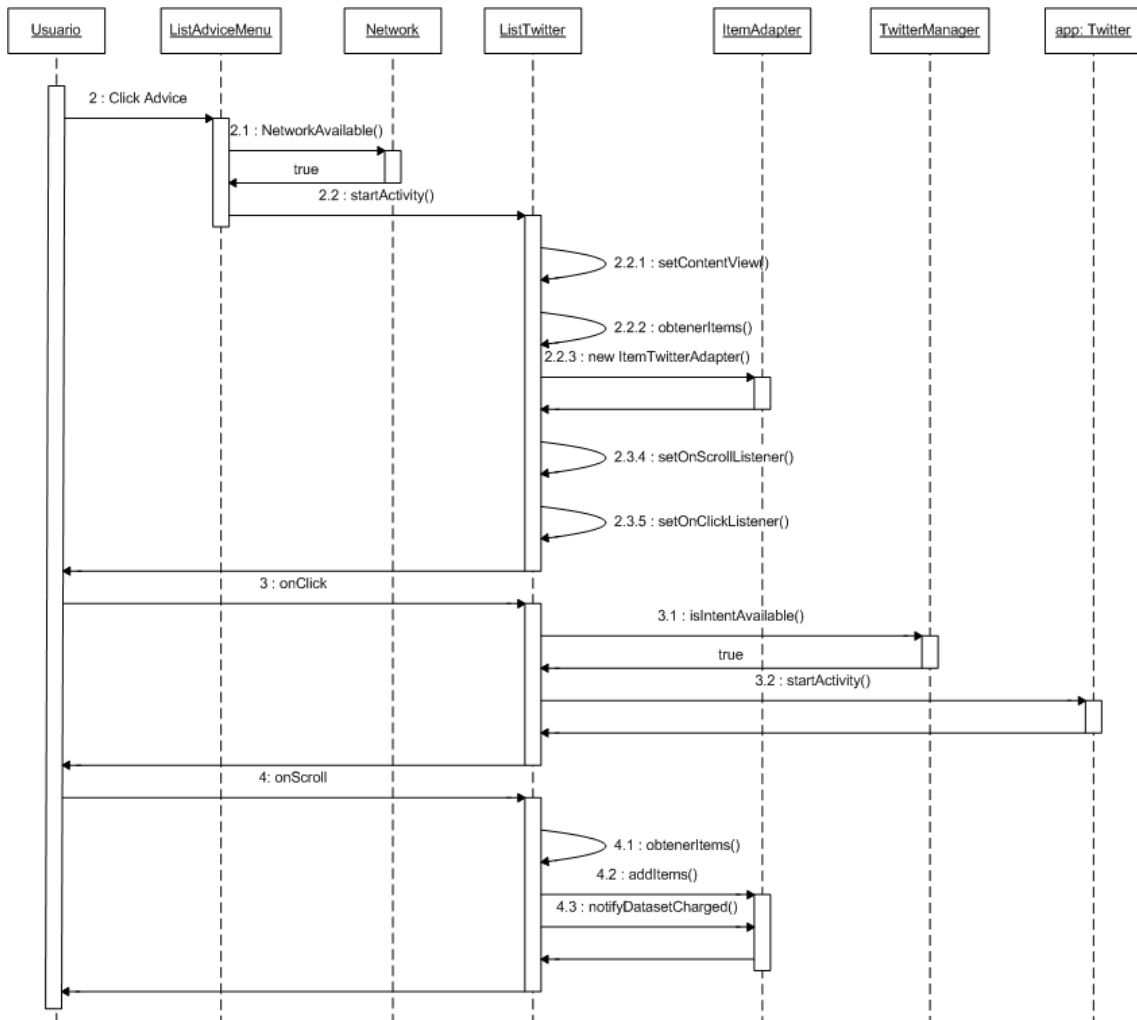 Usuario
ListAdviceMenu
Network
ListTwitter
ItemAdapter
TwitterManager
app: Twitter
2 : Click Advice
2.1 : NetworkAvailable()
true
2.2 : startActivity()
2.2.1 : setContentView()
2.2.2 : obtenerItems()
2.2.3 : new ItemTwitterAdapter()
2.3.4 : setOnScrollListener()
2.3.5 : setOnClickListener()
3 : onClick
3.1 : isIntentAvailable()
true
3.2 : startActivity()
4: onScroll
4.1 : obtenerItems()
4.2 : addItems()
4.3 : notifyDatasetCharged()